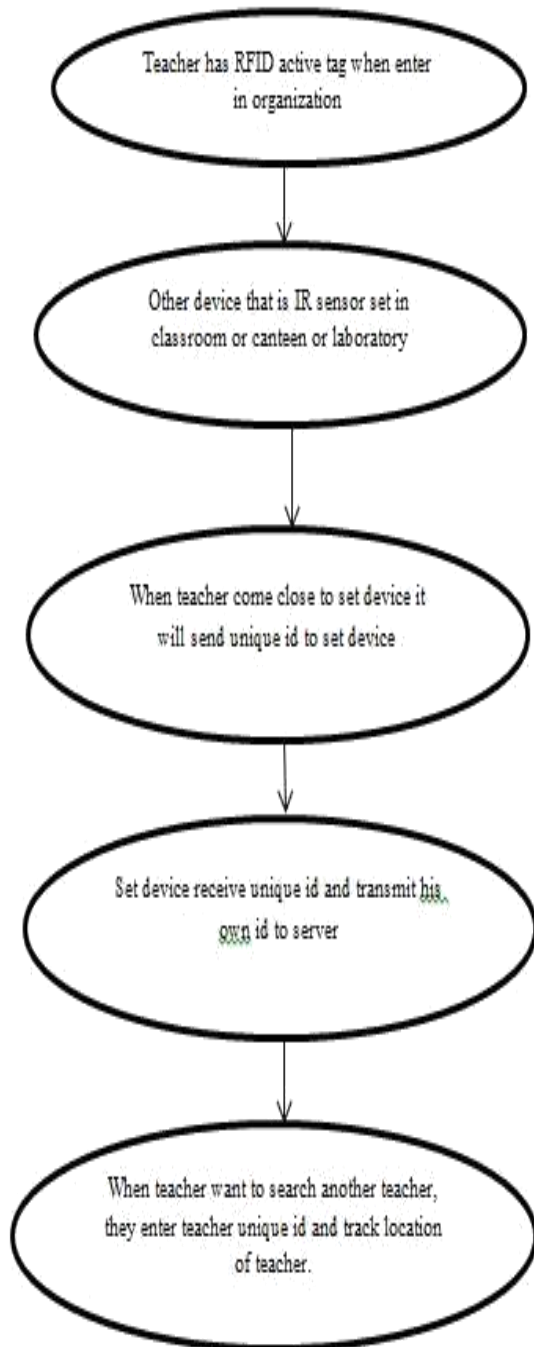 Teacher has RFID active tag when enter
in organization
Other device that is IR sensor set in
classroom or canteen or laboratory
When teacher come close to set device it
will send unique id to set device
Set device receive unique id and transmit his
own id to server
When teacher want to search another teacher,
they enter teacher unique id and track location
of teacher.